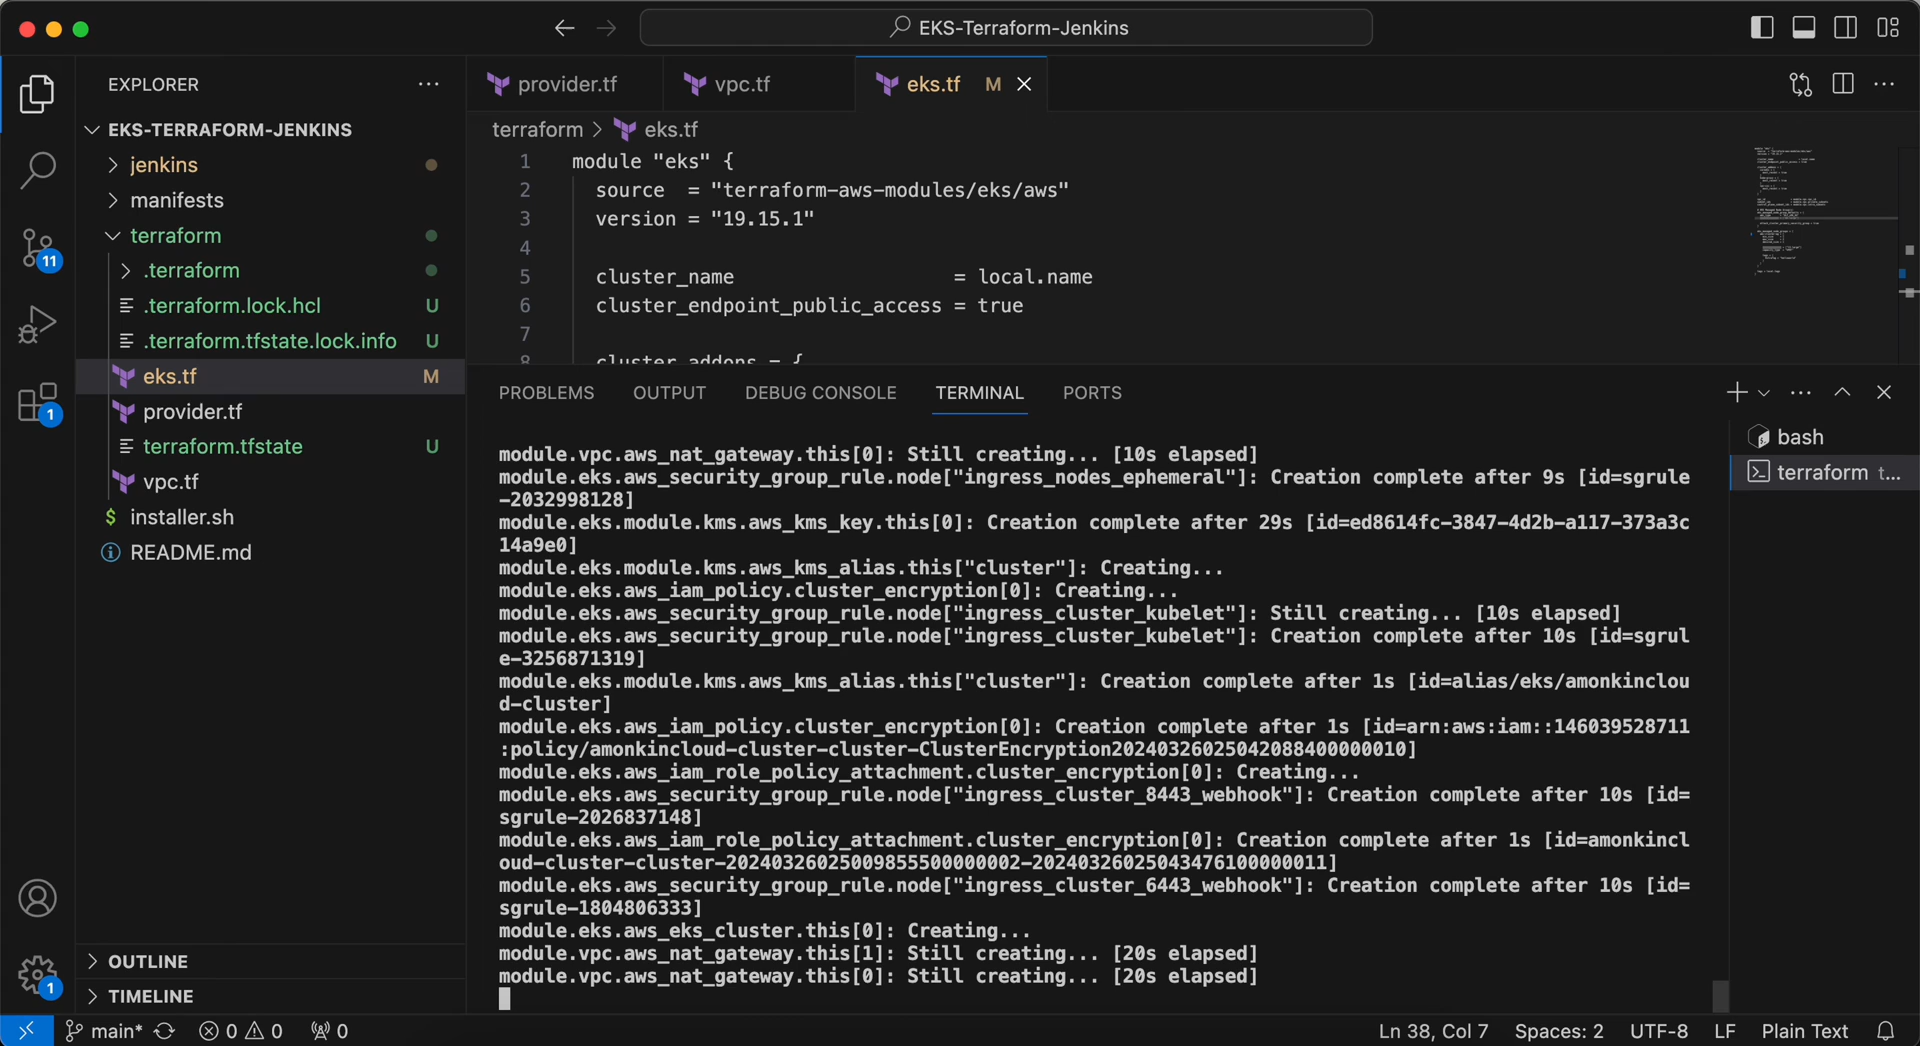 EKS-Terraform-Jenkins
EXPLORER
EKS-TERRAFORM-JENKINS
jenkins
manifests
terraform
.terraform
.terraform.lock.hcl U
.terraform.tfstate.lock.info U
eks.tf M
provider.tf
terraform.tfstate U
vpc.tf
$ installer.sh
README.md
OUTLINE
TIMELINE
11
1
1
provider.tf
vpc.tf
eks.tf M
terraform > eks.tf
1 module "eks" {
2 source  = "terraform-aws-modules/eks/aws"
3 version = "19.15.1"
4
5 cluster_name                   = local.name
6 cluster_endpoint_public_access = true
7
8 cluster_addons = {
PROBLEMS OUTPUT DEBUG CONSOLE TERMINAL PORTS
module.vpc.aws_nat_gateway.this[0]: Still creating... [10s elapsed]
module.eks.aws_security_group_rule.node["ingress_nodes_ephemeral"]: Creation complete after 9s [id=sgrule
-2032998128]
module.eks.module.kms.aws_kms_key.this[0]: Creation complete after 29s [id=ed8614fc-3847-4d2b-a117-373a3c
14a9e0]
module.eks.module.kms.aws_kms_alias.this["cluster"]: Creating...
module.eks.aws_iam_policy.cluster_encryption[0]: Creating...
module.eks.aws_security_group_rule.node["ingress_cluster_kubelet"]: Still creating... [10s elapsed]
module.eks.aws_security_group_rule.node["ingress_cluster_kubelet"]: Creation complete after 10s [id=sgrul
e-3256871319]
module.eks.module.kms.aws_kms_alias.this["cluster"]: Creation complete after 1s [id=alias/eks/amonkinclou
d-cluster]
module.eks.aws_iam_policy.cluster_encryption[0]: Creation complete after 1s [id=arn:aws:iam::146039528711
:policy/amonkincloud-cluster-cluster-ClusterEncryption20240326025042088400000010]
module.eks.aws_iam_role_policy_attachment.cluster_encryption[0]: Creating...
module.eks.aws_security_group_rule.node["ingress_cluster_8443_webhook"]: Creation complete after 10s [id=
sgrule-2026837148]
module.eks.aws_iam_role_policy_attachment.cluster_encryption[0]: Creation complete after 1s [id=amonkincl
oud-cluster-cluster-20240326025009855500000002-20240326025043476100000011]
module.eks.aws_security_group_rule.node["ingress_cluster_6443_webhook"]: Creation complete after 10s [id=
sgrule-1804806333]
module.eks.aws_eks_cluster.this[0]: Creating...
module.vpc.aws_nat_gateway.this[1]: Still creating... [20s elapsed]
module.vpc.aws_nat_gateway.this[0]: Still creating... [20s elapsed]
bash
terraform t...
main* 0 0 0
Ln 38, Col 7 Spaces: 2 UTF-8 LF Plain Text